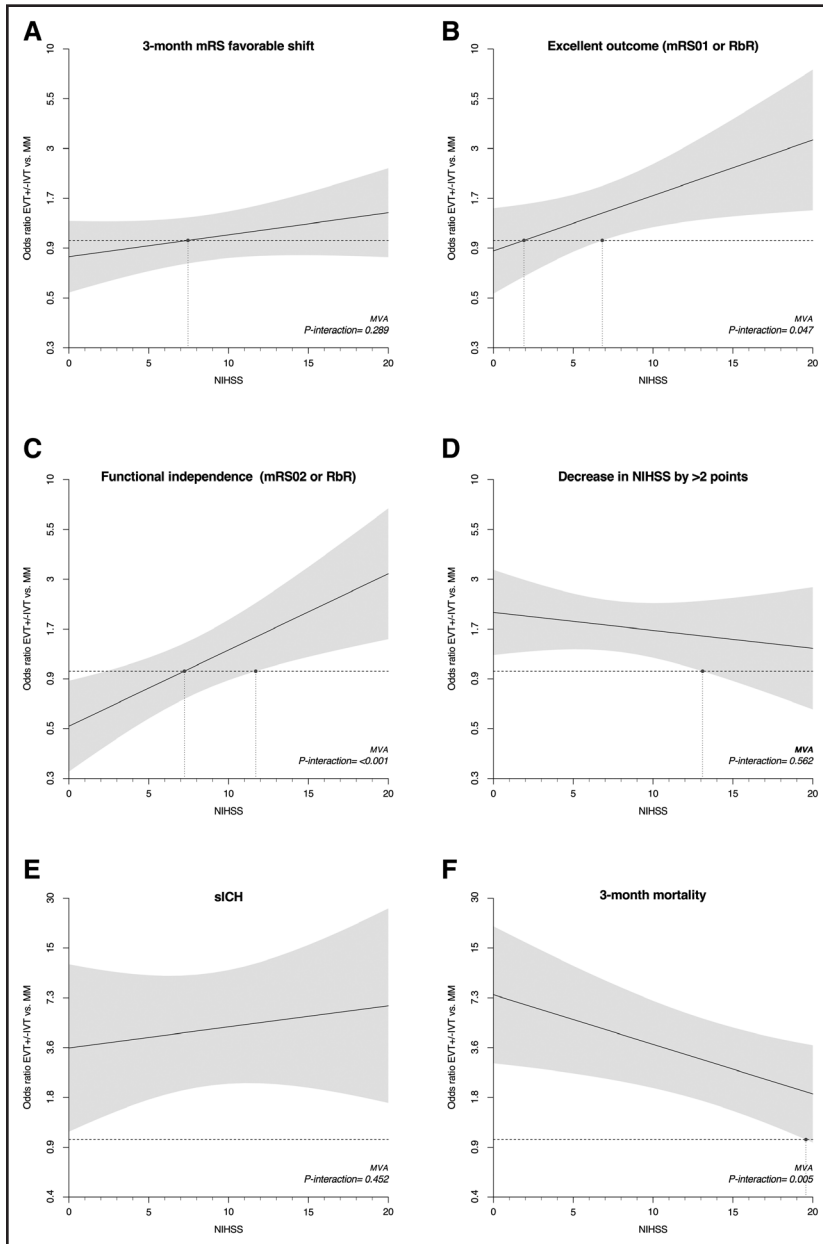 A
3-month mRS favorable shift
10
5.5
3
1.7
0.9
0.5
0.3
Odds ratio EVT+/-IVT vs. MM
MVA
P-interaction= 0.289
0 5 10 15 20
NIHSS
B
Excellent outcome (mRS01 or RbR)
10
5.5
3
1.7
0.9
0.5
0.3
Odds ratio EVT+/-IVT vs. MM
MVA
P-interaction= 0.047
0 5 10 15 20
NIHSS
C
Functional independence (mRS02 or RbR)
10
5.5
3
1.7
0.9
0.5
0.3
Odds ratio EVT+/-IVT vs. MM
MVA
P-interaction= <0.001
0 5 10 15 20
NIHSS
D
Decrease in NIHSS by >2 points
10
5.5
3
1.7
0.9
0.5
0.3
Odds ratio EVT+/-IVT vs. MM
MVA
P-interaction= 0.562
0 5 10 15 20
NIHSS
E
sICH
30
15
7.3
3.6
1.8
0.9
0.4
Odds ratio EVT+/-IVT vs. MM
MVA
P-interaction= 0.452
0 5 10 15 20
NIHSS
F
3-month mortality
30
15
7.3
3.6
1.8
0.9
0.4
Odds ratio EVT+/-IVT vs. MM
MVA
P-interaction= 0.005
0 5 10 15 20
NIHSS